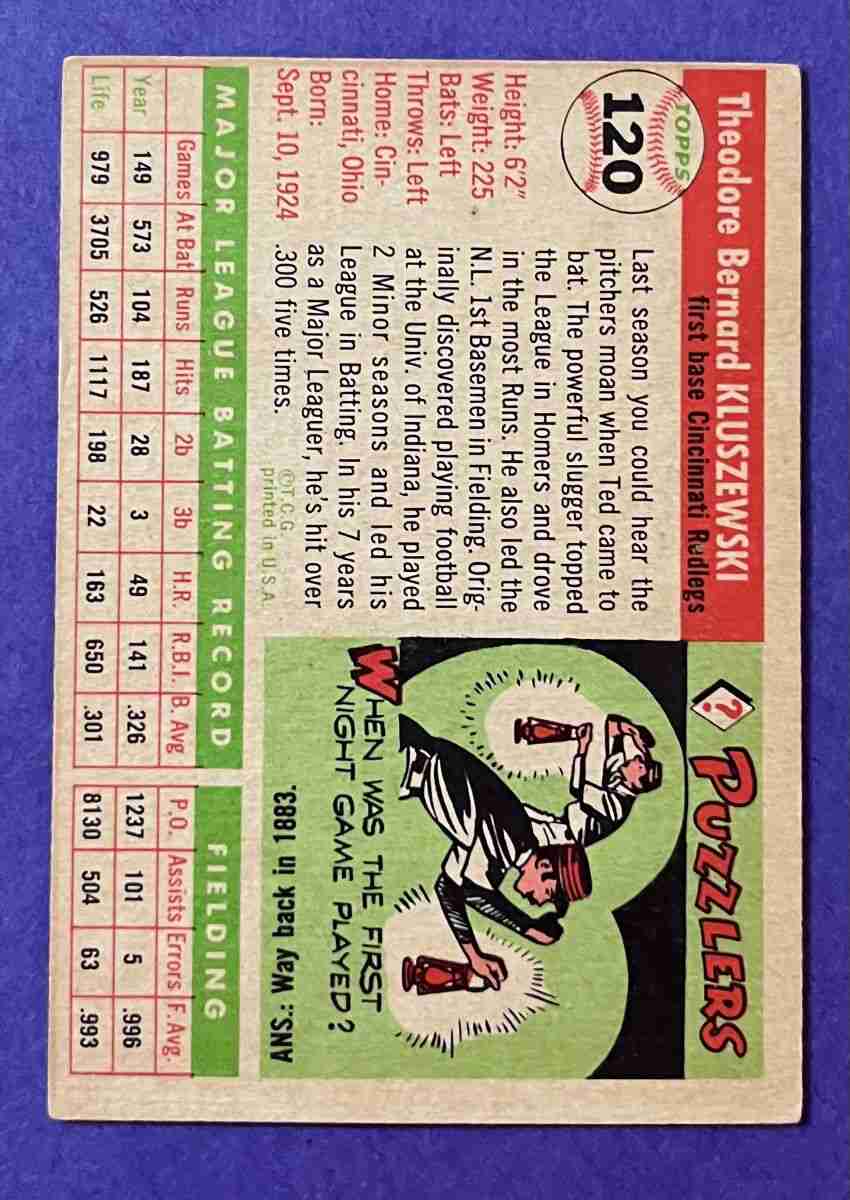 TOPPS
120
Theodore Bernard KLUSZEWSKI
first base Cincinnati Redlegs
Height: 6'2"
Weight: 225
Bats: Left
Throws: Left
Home: Cin-
cinnati, Ohio
Born:
Sept. 10, 1924
Last season you could hear the
pitchers moan when Ted came to
bat. The powerful slugger topped
the League in Homers and drove
in the most Runs. He also led the
N.L. 1st Basemen in Fielding. Orig-
inally discovered playing football
at the Univ. of Indiana, he played
2 Minor seasons and led his
League in Batting. In his 7 years
as a Major Leaguer, he's hit over
.300 five times.
©T.C.G.
printed in U.S.A.
? PUZZLERS
WHEN WAS THE FIRST
NIGHT GAME PLAYED?
ANS.: Way back in 1883.
MAJOR LEAGUE BATTING RECORD
Games At Bat Runs Hits 2b 3b H.R. R.B.I. B. Avg
Year 149 573 104 187 28 3 49 141 .326
Life 979 3705 526 1117 198 22 163 650 .301
FIELDING
P.O. Assists Errors F. Avg.
1237 101 5 .996
8130 504 63 .993